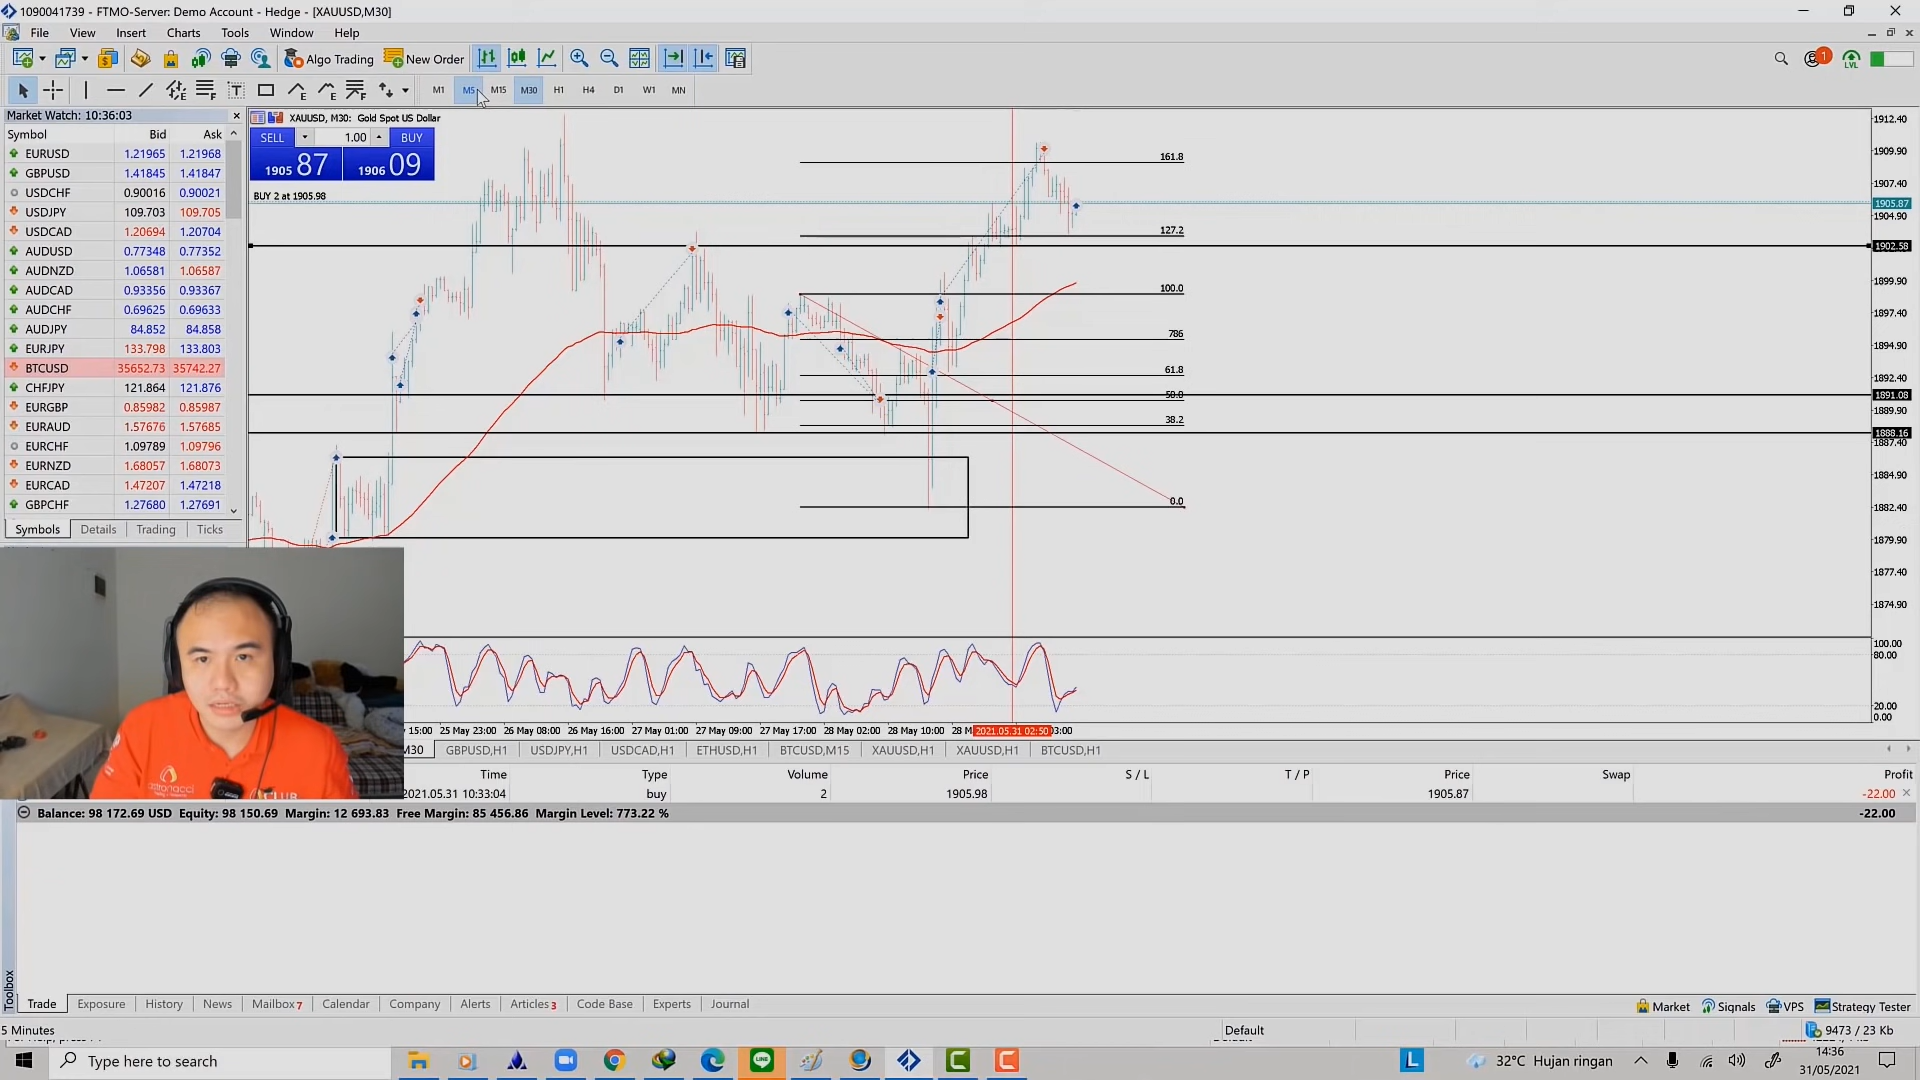 1090041739 - FTMO-Server: Demo Account - Hedge - [XAUUSD,M30]
File View Insert Charts Tools Window Help
Algo Trading New Order 1 LVL
M1 M5 M15 M30 H1 H4 D1 W1 MN
Market Watch: 10:36:03
Symbol Bid Ask
EURUSD 1.21965 1.21968
GBPUSD 1.41845 1.41847
USDCHF 0.90016 0.90021
USDJPY 109.703 109.705
USDCAD 1.20694 1.20704
AUDUSD 0.77348 0.77352
AUDNZD 1.06581 1.06587
AUDCAD 0.93356 0.93367
AUDCHF 0.69625 0.69633
AUDJPY 84.852 84.858
EURJPY 133.798 133.803
BTCUSD 35652.73 35742.27
CHFJPY 121.864 121.876
EURGBP 0.85982 0.85987
EURAUD 1.57676 1.57685
EURCHF 1.09789 1.09796
EURNZD 1.68057 1.68073
EURCAD 1.47207 1.47218
GBPCHF 1.27680 1.27691
Symbols Details Trading Ticks
XAUUSD, M30: Gold Spot US Dollar
SELL 1.00 BUY
1905 87 1906 09
BUY 2 at 1905.98
161.8
127.2
100.0
786
61.8
50.0
38.2
0.0
1912.40
1909.90
1907.40
1905.87
1904.90
1902.58
1899.90
1897.40
1894.90
1892.40
1891.08
1889.90
1888.16
1887.40
1884.90
1882.40
1879.90
1877.40
1874.90
100.00
80.00
20.00
0.00
15:00 25 May 23:00 26 May 08:00 26 May 16:00 27 May 01:00 27 May 09:00 27 May 17:00 28 May 02:00 28 May 10:00 28 M 2021.05.31 02:50 03:00
M30 GBPUSD,H1 USDJPY,H1 USDCAD,H1 ETHUSD,H1 BTCUSD,M15 XAUUSD,H1 XAUUSD,H1 BTCUSD,H1
Time Type Volume Price S / L T / P Price Swap Profit
2021.05.31 10:33:04 buy 2 1905.98 1905.87 -22.00
Balance: 98 172.69 USD Equity: 98 150.69 Margin: 12 693.83 Free Margin: 85 456.86 Margin Level: 773.22 % -22.00
astronacci
CLUB
Toolbox
Trade Exposure History News Mailbox 7 Calendar Company Alerts Articles 3 Code Base Experts Journal
Market Signals VPS Strategy Tester
5 Minutes Default 9473 / 23 Kb
Type here to search
L 32°C Hujan ringan
14:36
31/05/2021